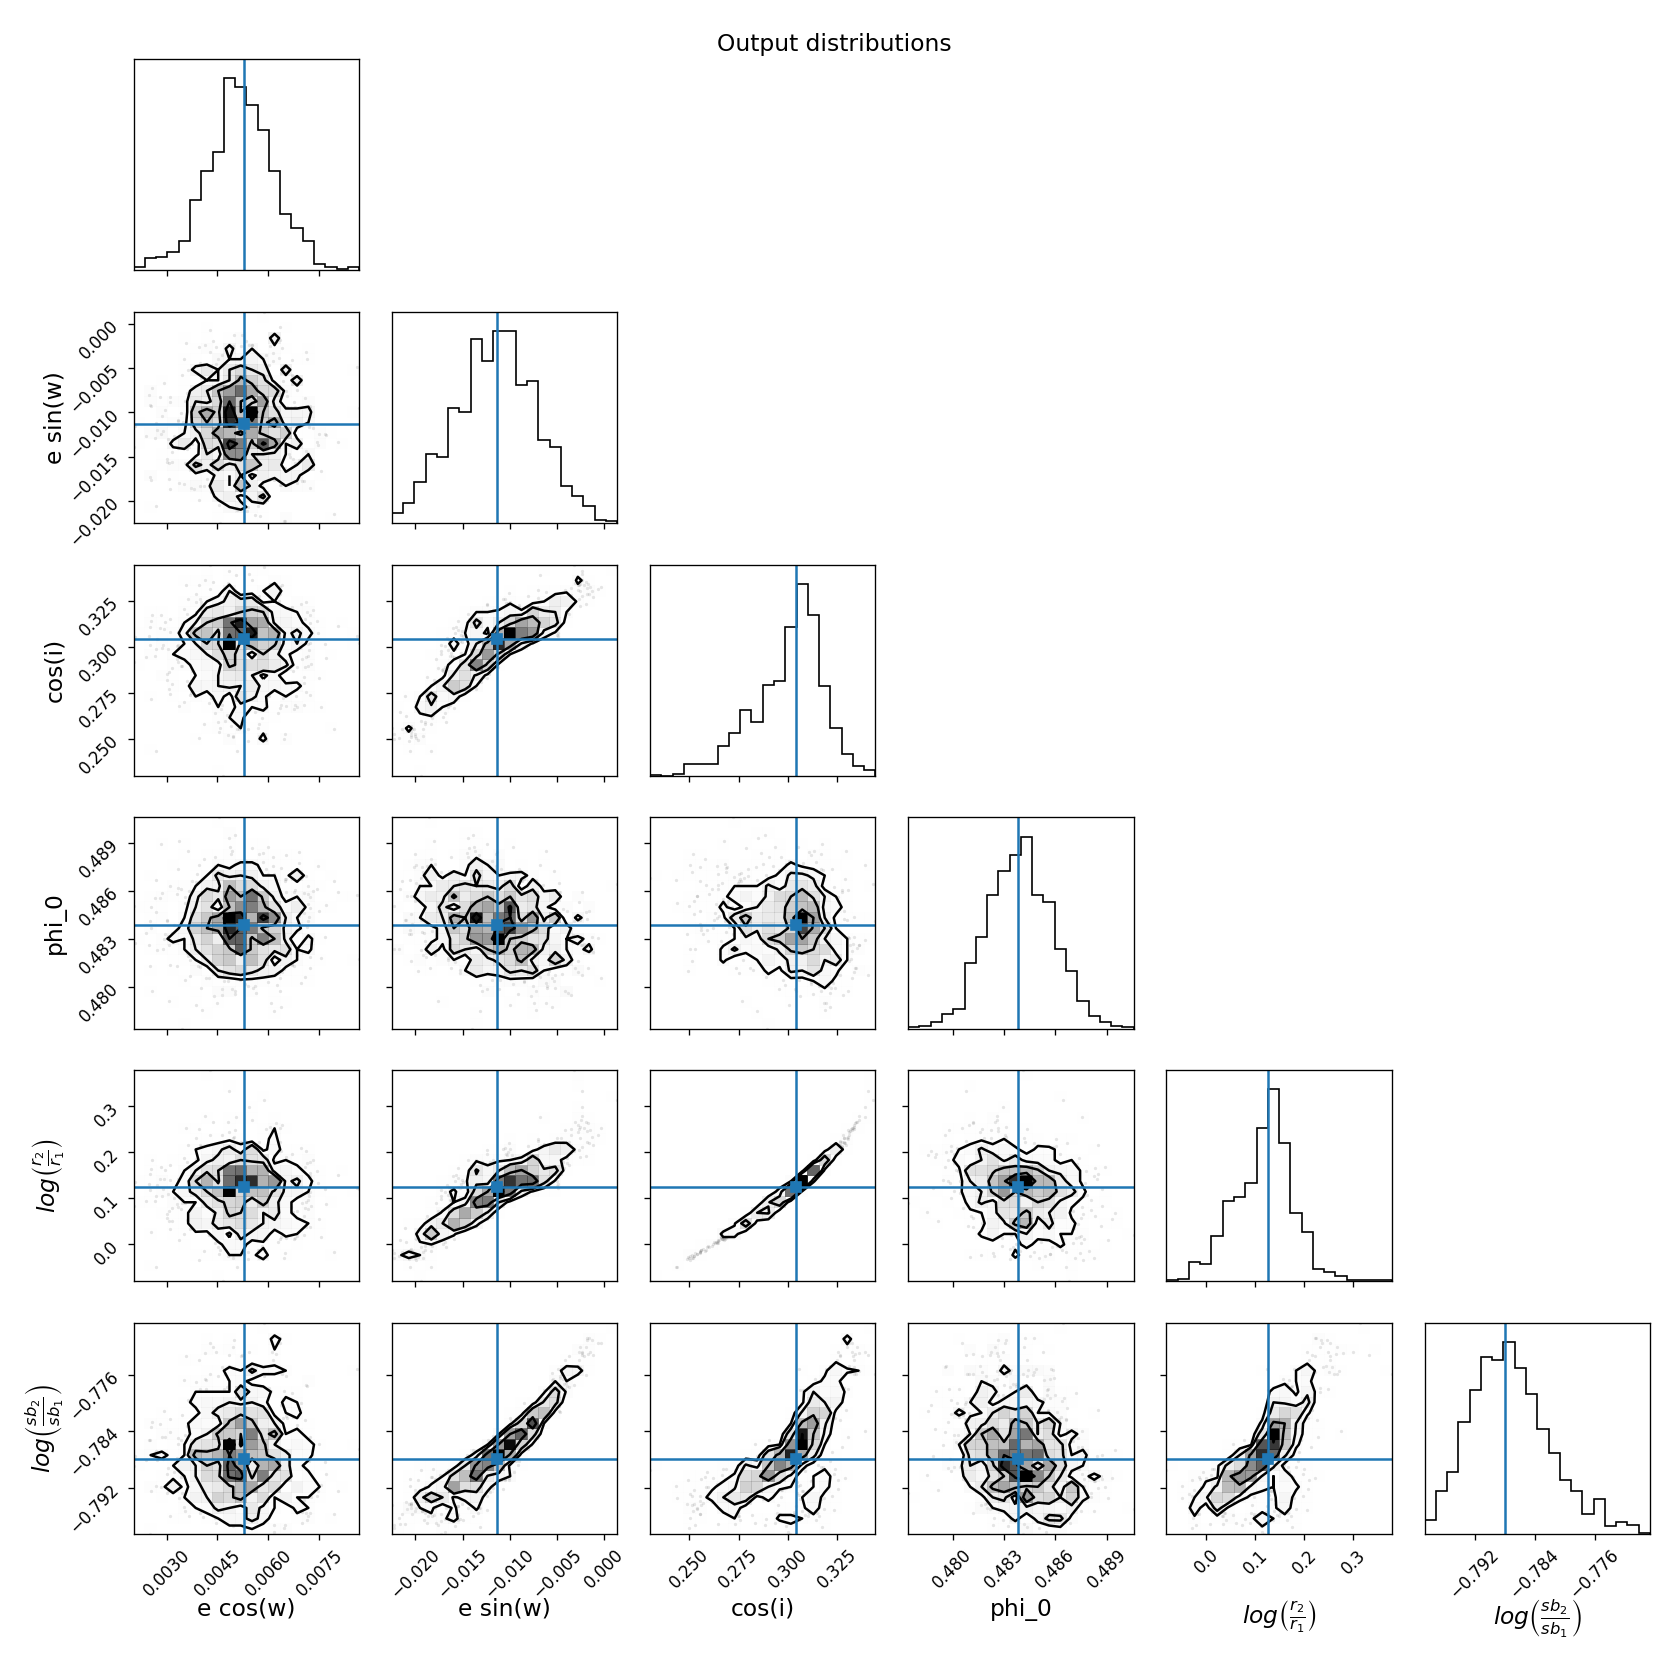 Output distributions
e sin(w)
0.000
−0.005
−0.010
−0.015
−0.020
cos(i)
0.325
0.300
0.275
0.250
phi_0
0.489
0.486
0.483
0.480
log(r₂/r₁)
0.3
0.2
0.1
0.0
log(sb₂/sb₁)
−0.776
−0.784
−0.792
0.0030 0.0045 0.0060 0.0075
e cos(w)
−0.020 −0.015 −0.010 −0.005 0.000
e sin(w)
0.250 0.275 0.300 0.325
cos(i)
0.480 0.483 0.486 0.489
phi_0
0.0 0.1 0.2 0.3
log(r₂/r₁)
−0.792 −0.784 −0.776
log(sb₂/sb₁)